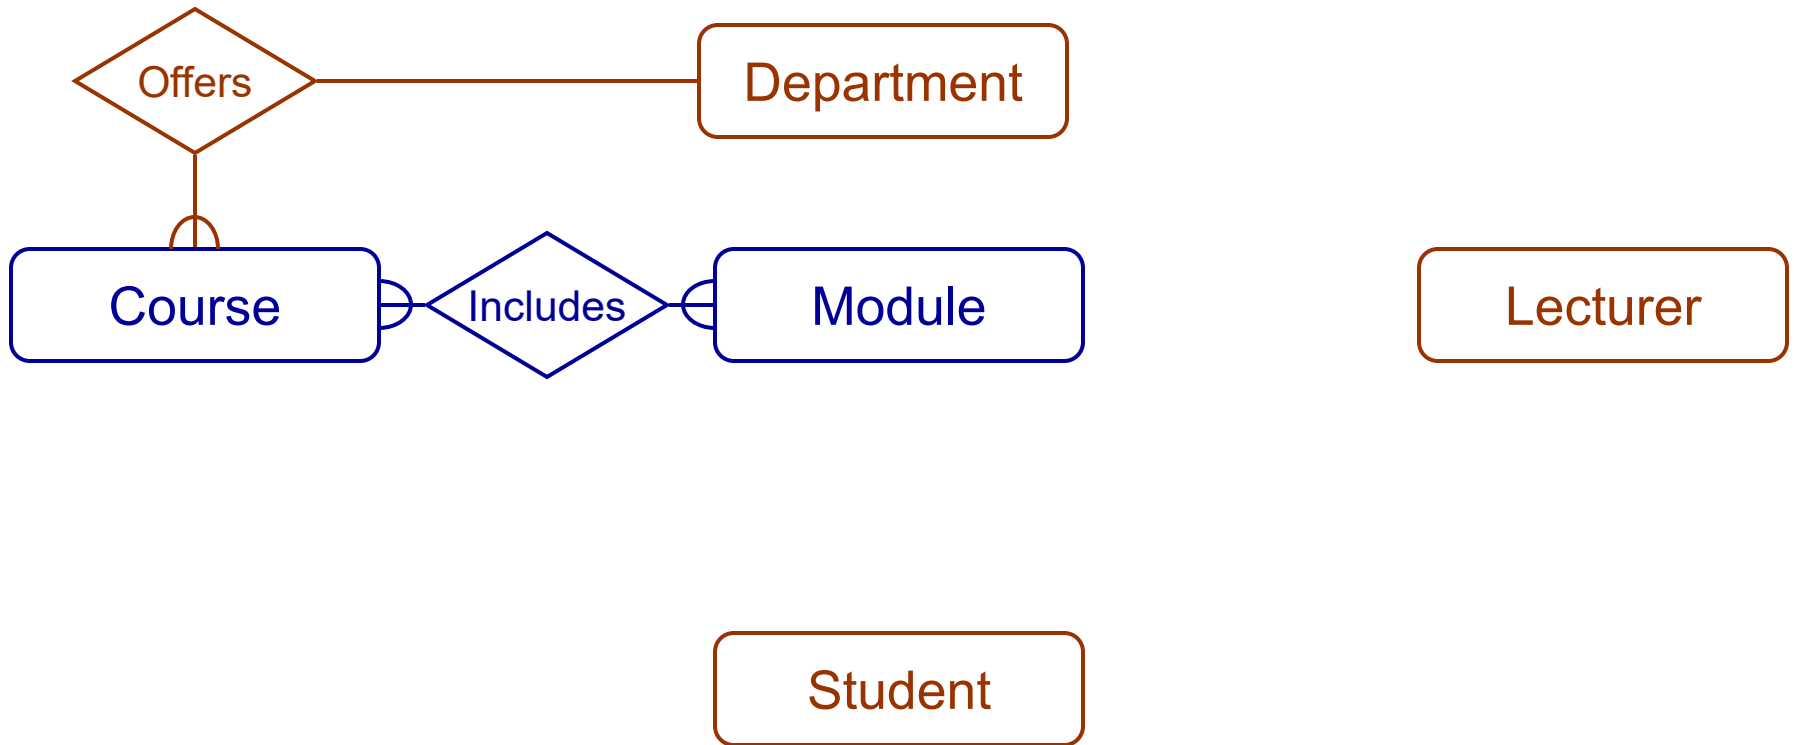 Offers
Department
Course
Includes
Module
Lecturer
Student